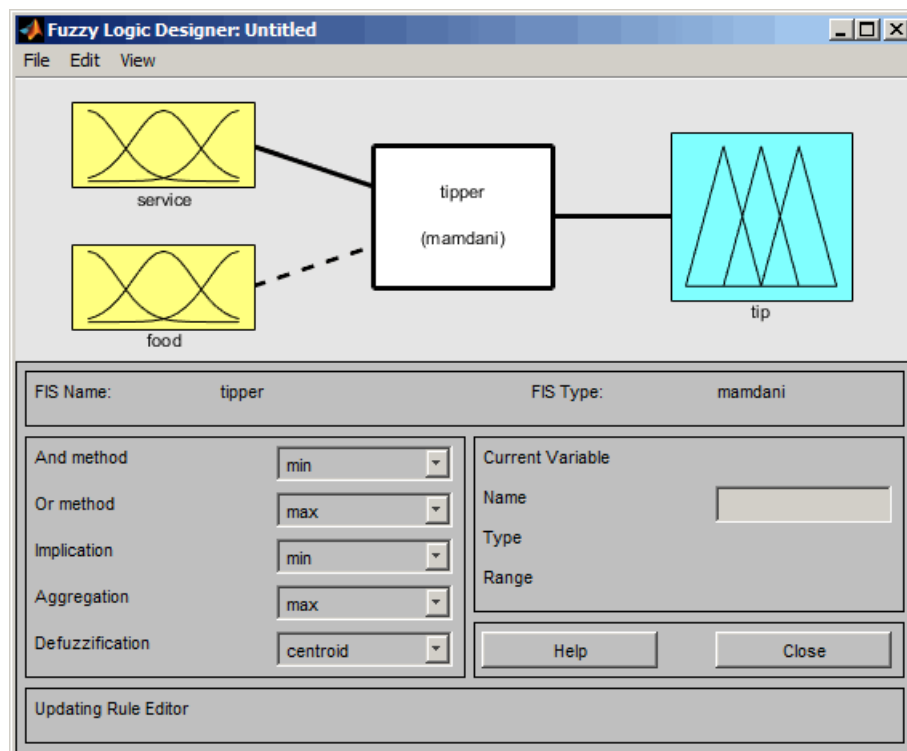 Fuzzy Logic Designer: Untitled
File Edit View
service
food
tipper
(mamdani)
tip
FIS Name: tipper FIS Type: mamdani
And method min
Or method max
Implication min
Aggregation max
Defuzzification centroid
Current Variable
Name
Type
Range
Help Close
Updating Rule Editor